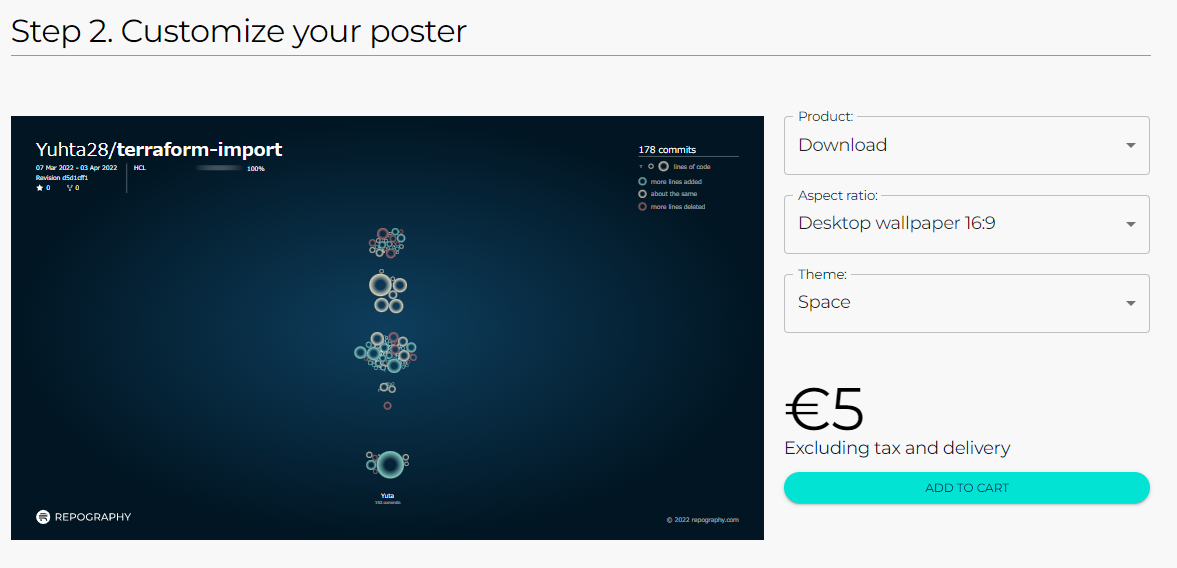 Step 2. Customize your poster
Yuhta28/terraform-import
07 Mar 2022 - 03 Apr 2022
Revision d5d1cff1
0 0
HCL 100%
178 commits
lines of code
more lines added
about the same
more lines deleted
Yuta
153 commits
REPOGRAPHY
© 2022 repography.com
Product:
Download
Aspect ratio:
Desktop wallpaper 16:9
Theme:
Space
€5
Excluding tax and delivery
ADD TO CART